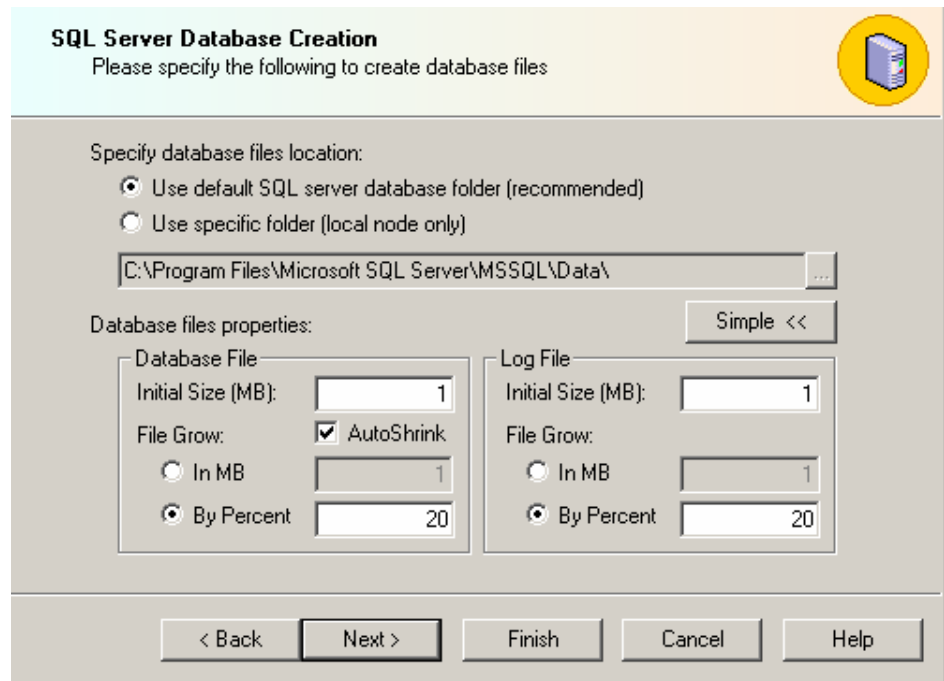 SQL Server Database Creation
Please specify the following to create database files
Specify database files location:
Use default SQL server database folder (recommended)
Use specific folder (local node only)
C:\Program Files\Microsoft SQL Server\MSSQL\Data\
...
Database files properties:
Simple <<
Database File
Initial Size (MB):
1
File Grow:
AutoShrink
In MB
1
By Percent
20
Log File
Initial Size (MB):
1
File Grow:
In MB
1
By Percent
20
< Back
Next >
Finish
Cancel
Help